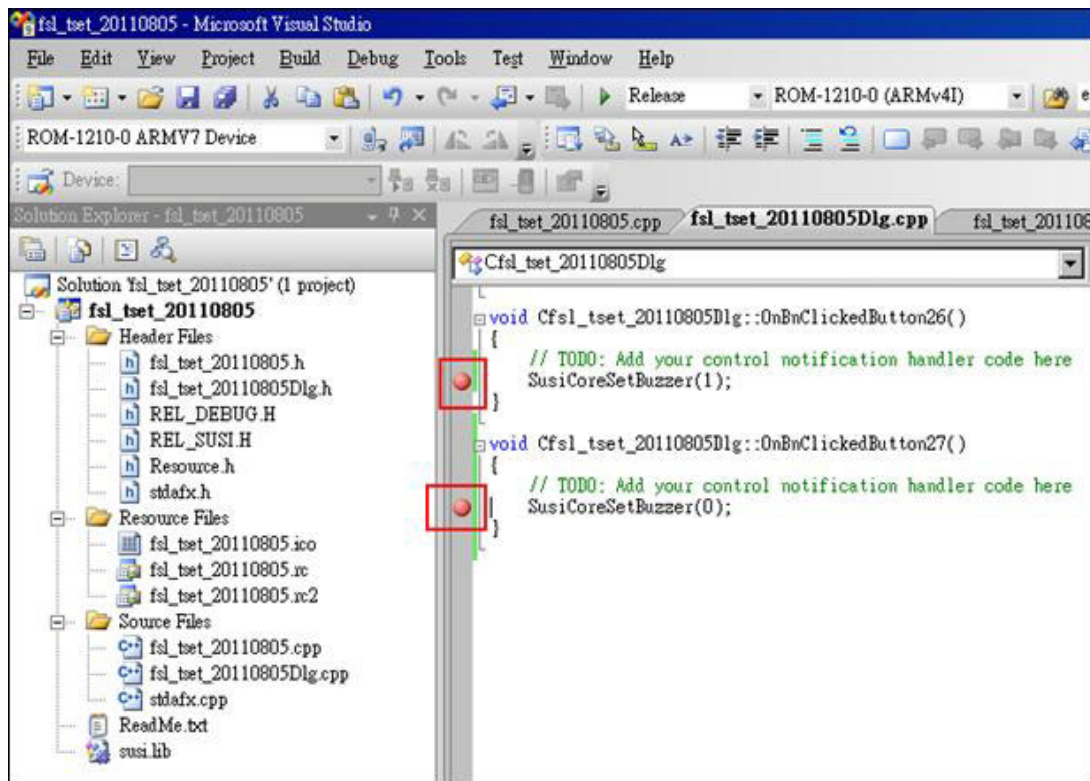 fsl_tset_20110805 - Microsoft Visual Studio
File Edit View Project Build Debug Tools Test Window Help
Release ROM-1210-0 (ARMv4I) e
ROM-1210-0 ARMV7 Device
Device:
Solution Explorer - fsl_tset_20110805
Solution 'fsl_tset_20110805' (1 project)
fsl_tset_20110805
Header Files
fsl_tset_20110805.h
fsl_tset_20110805Dlg.h
REL_DEBUG.H
REL_SUSI.H
Resource.h
stdafx.h
Resource Files
fsl_tset_20110805.ico
fsl_tset_20110805.rc
fsl_tset_20110805.rc2
Source Files
fsl_tset_20110805.cpp
fsl_tset_20110805Dlg.cpp
stdafx.cpp
ReadMe.txt
susi.lib
fsl_tset_20110805.cpp fsl_tset_20110805Dlg.cpp fsl_tset_201108
Cfsl_tset_20110805Dlg
void Cfsl_tset_20110805Dlg::OnBnClickedButton26()
{
// TODO: Add your control notification handler code here
SusiCoreSetBuzzer(1);
}
void Cfsl_tset_20110805Dlg::OnBnClickedButton27()
{
// TODO: Add your control notification handler code here
SusiCoreSetBuzzer(0);
}